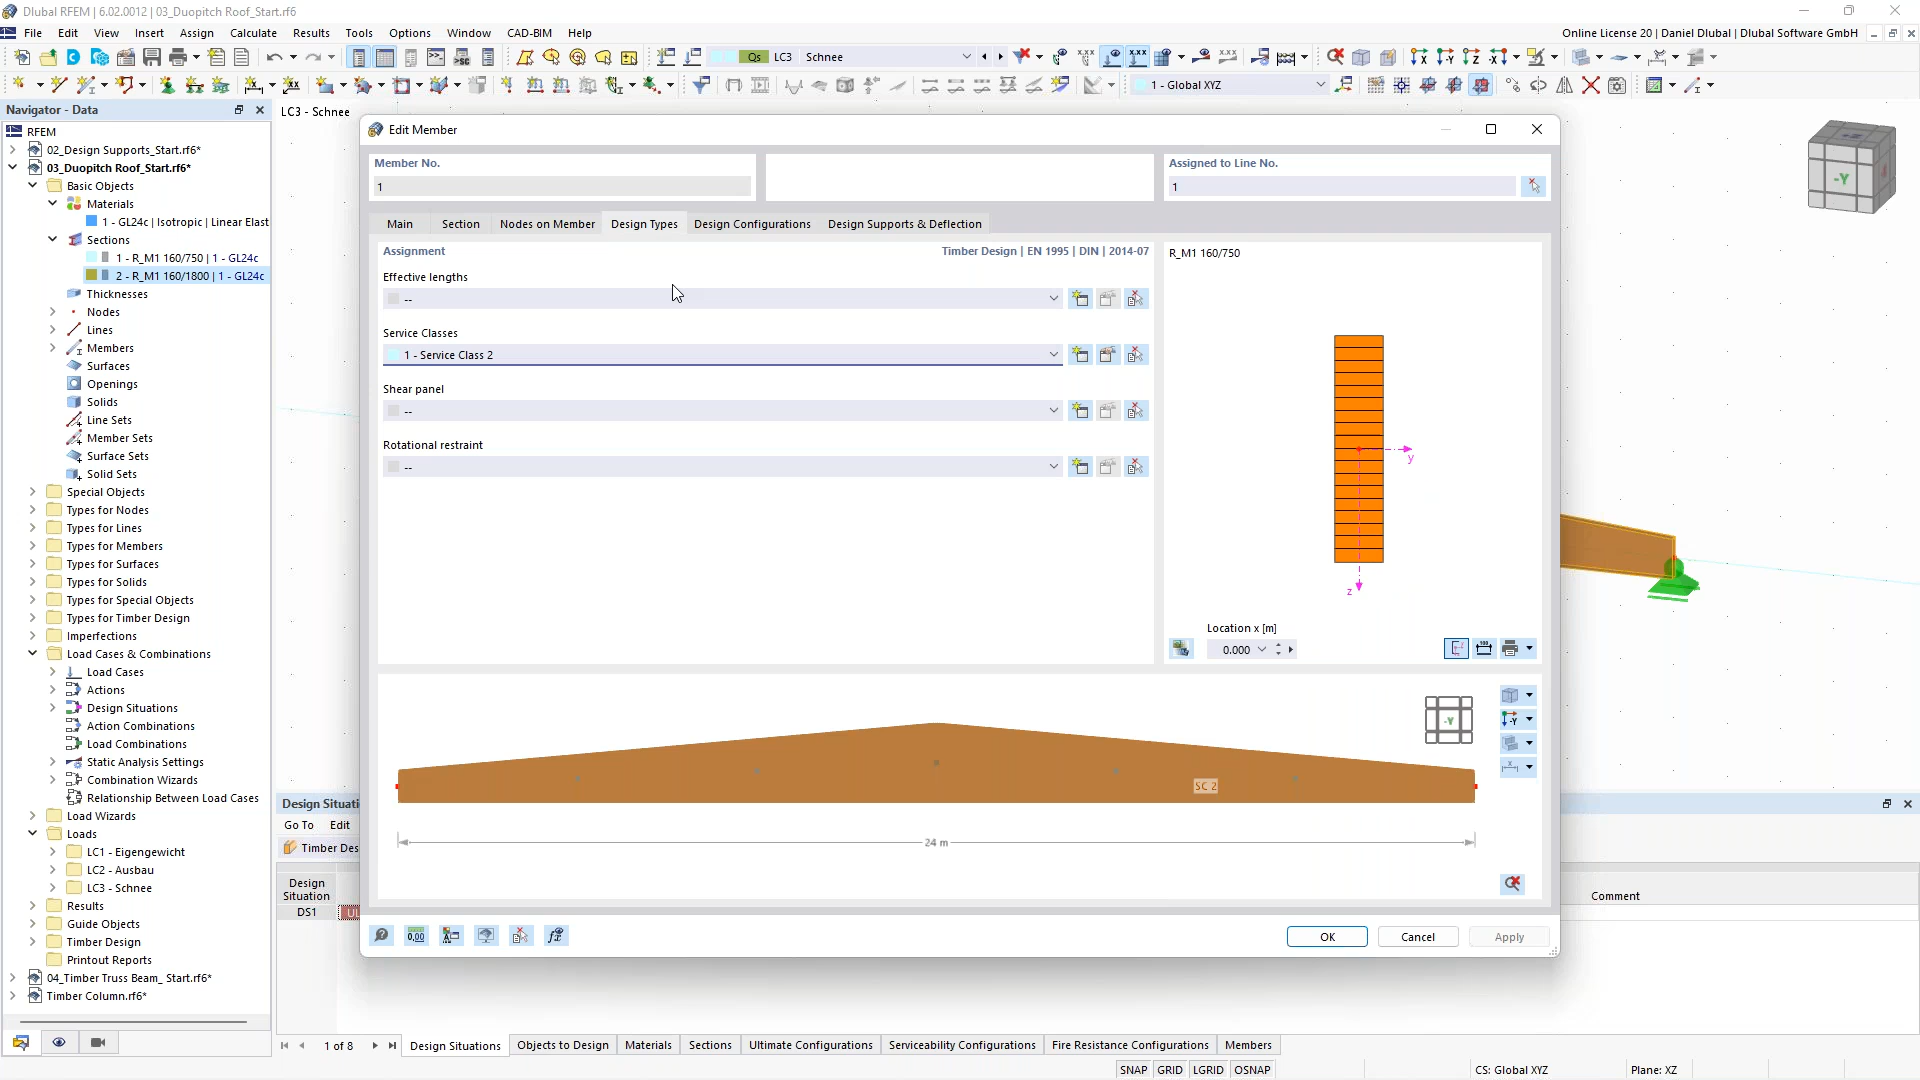 Dlubal RFEM | 6.02.0012 | 03_Duopitch Roof_Start.rf6*
File Edit View Insert Assign Calculate Results Tools Options Window CAD-BIM Help
Online License 20 | Daniel Dlubal | Dlubal Software GmbH
Qs LC3 Schnee
1 - Global XYZ
Navigator - Data
LC3 - Schnee
RFEM
02_Design Supports_Start.rf6*
03_Duopitch Roof_Start.rf6*
Basic Objects
Materials
1 - GL24c | Isotropic | Linear Elast
Sections
1 - R_M1 160/750 | 1 - GL24c
2 - R_M1 160/1800 | 1 - GL24c
Thicknesses
Nodes
Lines
Members
Surfaces
Openings
Solids
Line Sets
Member Sets
Surface Sets
Solid Sets
Special Objects
Types for Nodes
Types for Lines
Types for Members
Types for Surfaces
Types for Solids
Types for Special Objects
Types for Timber Design
Imperfections
Load Cases & Combinations
Load Cases
Actions
Design Situations
Action Combinations
Load Combinations
Static Analysis Settings
Combination Wizards
Relationship Between Load Cases
Load Wizards
Loads
LC1 - Eigengewicht
LC2 - Ausbau
LC3 - Schnee
Results
Guide Objects
Timber Design
Printout Reports
04_Timber Truss Beam_ Start.rf6*
Timber Column.rf6*
Edit Member
Member No.
1
Assigned to Line No.
1
Main Section Nodes on Member Design Types Design Configurations Design Supports & Deflection
Assignment
Timber Design | EN 1995 | DIN | 2014-07
Effective lengths
--
Service Classes
1 - Service Class 2
Shear panel
--
Rotational restraint
--
R_M1 160/750
y
z
Location x [m]
0.000
-Y
SC 2
24 m
OK Cancel Apply
-Y
Design Situati
Go To Edit
Timber Des
Design
Situation
DS1
UL
Comment
1 of 8
Design Situations Objects to Design Materials Sections Ultimate Configurations Serviceability Configurations Fire Resistance Configurations Members
SNAP GRID LGRID OSNAP
CS: Global XYZ
Plane: XZ